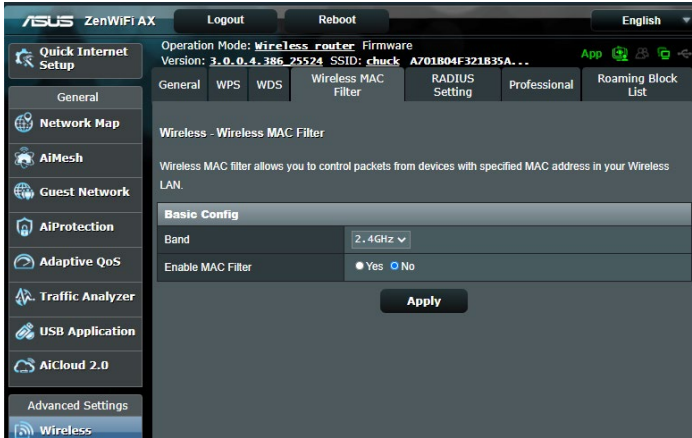 ASUS ZenWiFi AX Logout Reboot English
Quick Internet Setup
General
Network Map
AiMesh
Guest Network
AiProtection
Adaptive QoS
Traffic Analyzer
USB Application
AiCloud 2.0
Advanced Settings
Wireless
Operation Mode: Wireless router Firmware
Version: 3.0.0.4.386_25524 SSID: chuck A701B04F321B35A...
App
General WPS WDS Wireless MAC Filter RADIUS Setting Professional Roaming Block List
Wireless - Wireless MAC Filter
Wireless MAC filter allows you to control packets from devices with specified MAC address in your Wireless
LAN.
Basic Config
Band 2.4GHz
Enable MAC Filter Yes No
Apply